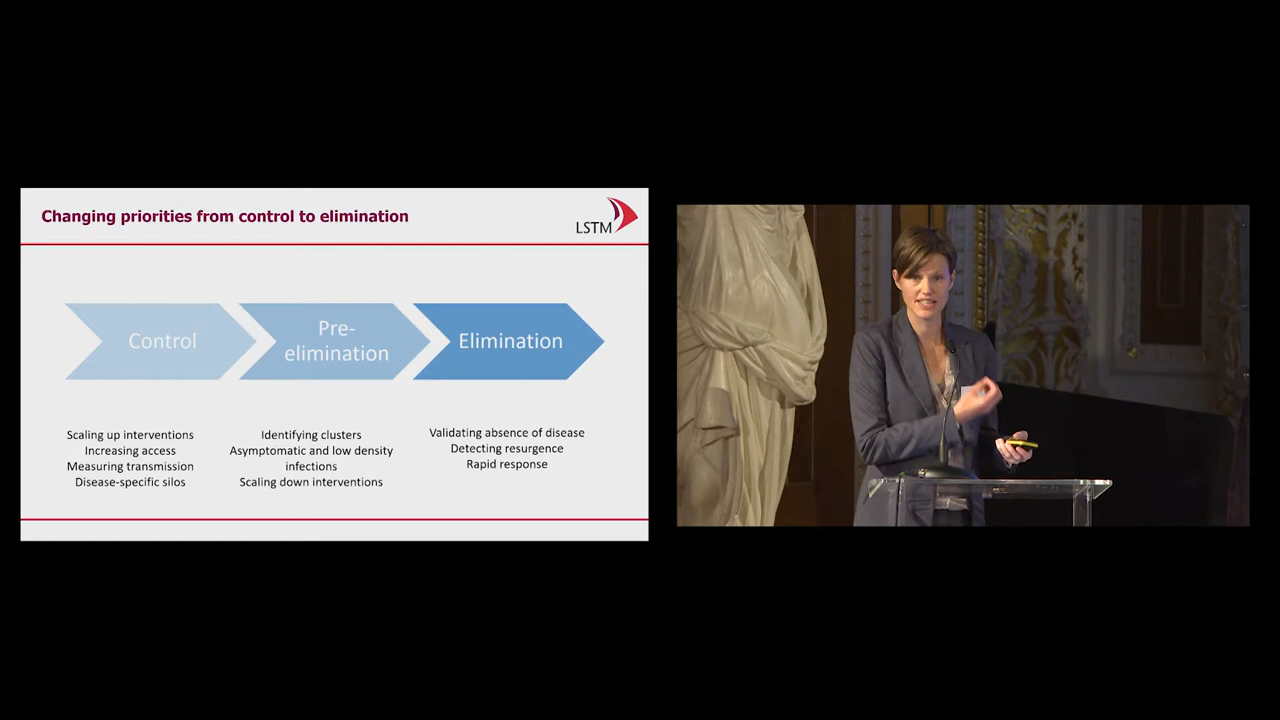 Changing priorities from control to elimination
LSTM
Control
Pre-
elimination
Elimination
Scaling up interventions
Increasing access
Measuring transmission
Disease-specific silos
Identifying clusters
Asymptomatic and low density
infections
Scaling down interventions
Validating absence of disease
Detecting resurgence
Rapid response